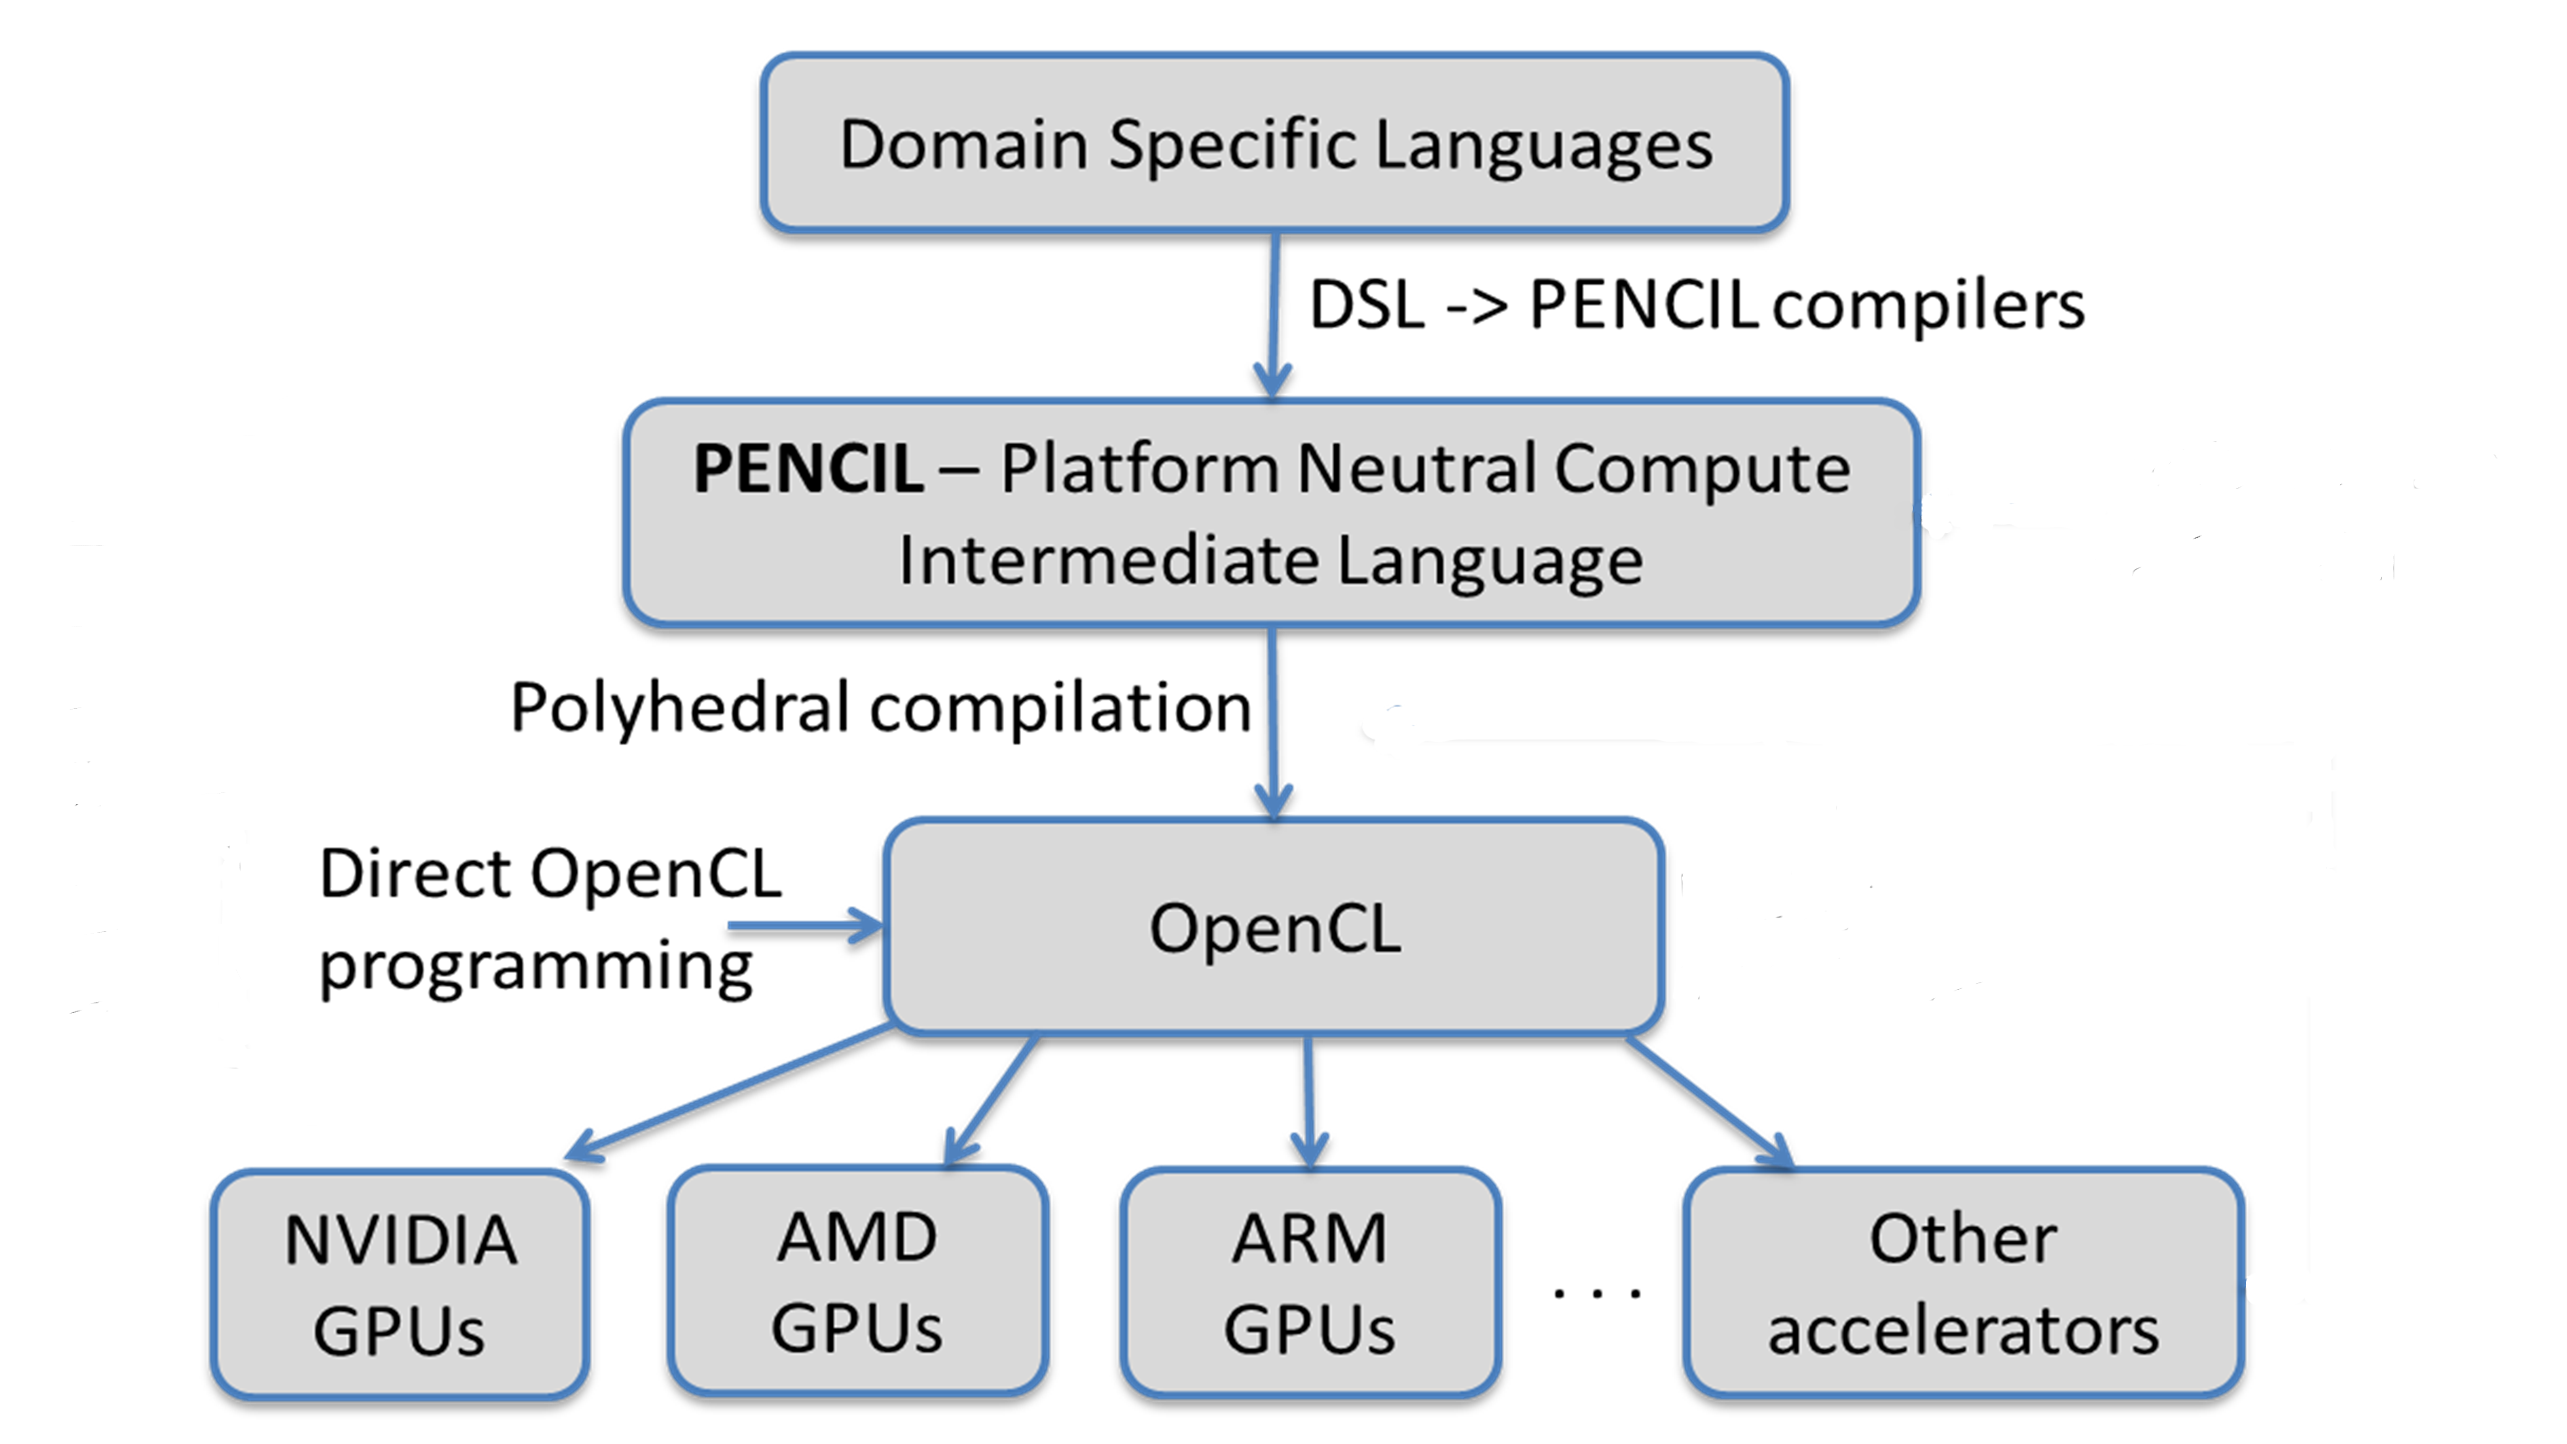 Domain Specific Languages
DSL -> PENCIL compilers
PENCIL – Platform Neutral Compute
Intermediate Language
Polyhedral compilation
Direct OpenCL
programming
OpenCL
NVIDIA
GPUs
AMD
GPUs
ARM
GPUs
. . .
Other
accelerators